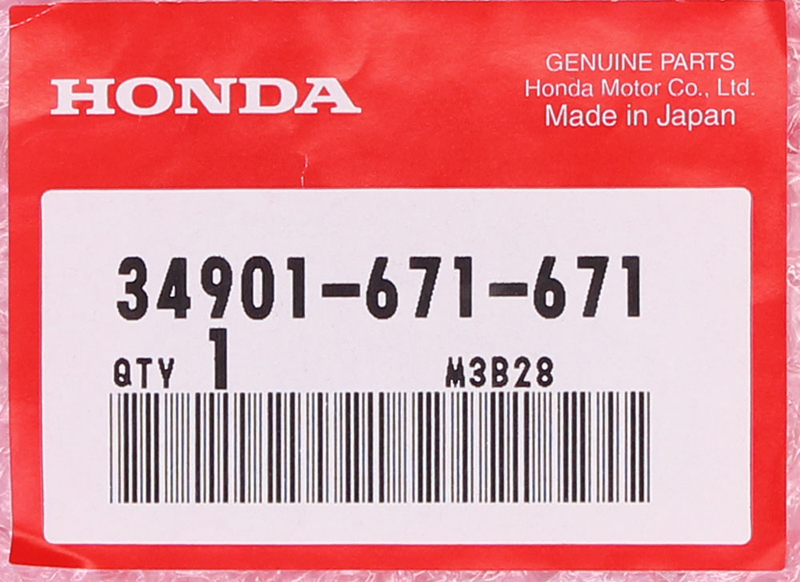 HONDA
GENUINE PARTS
Honda Motor Co., Ltd.
Made in Japan
34901-671-671
QTY 1 M3B28